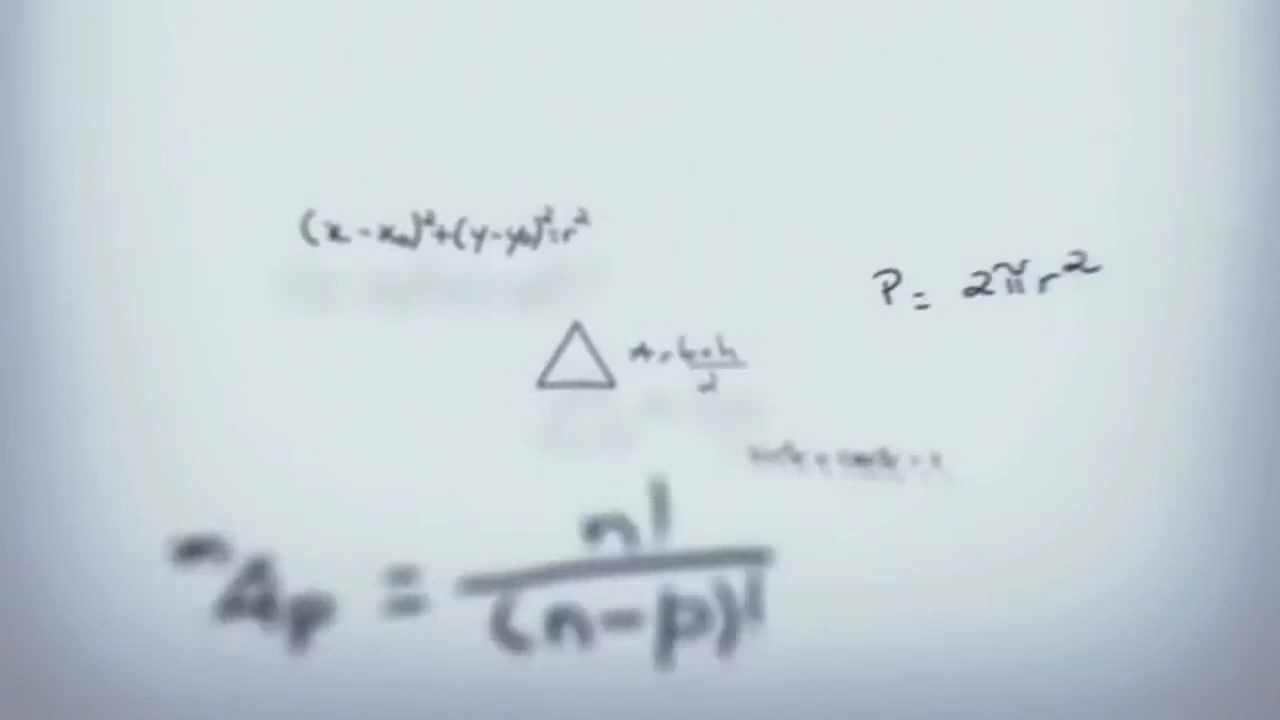 (x-x₀)²+(y-y₀)²=r²
P= 2πr²
A=b×h/2
ⁿAp = n!/(n-p)!